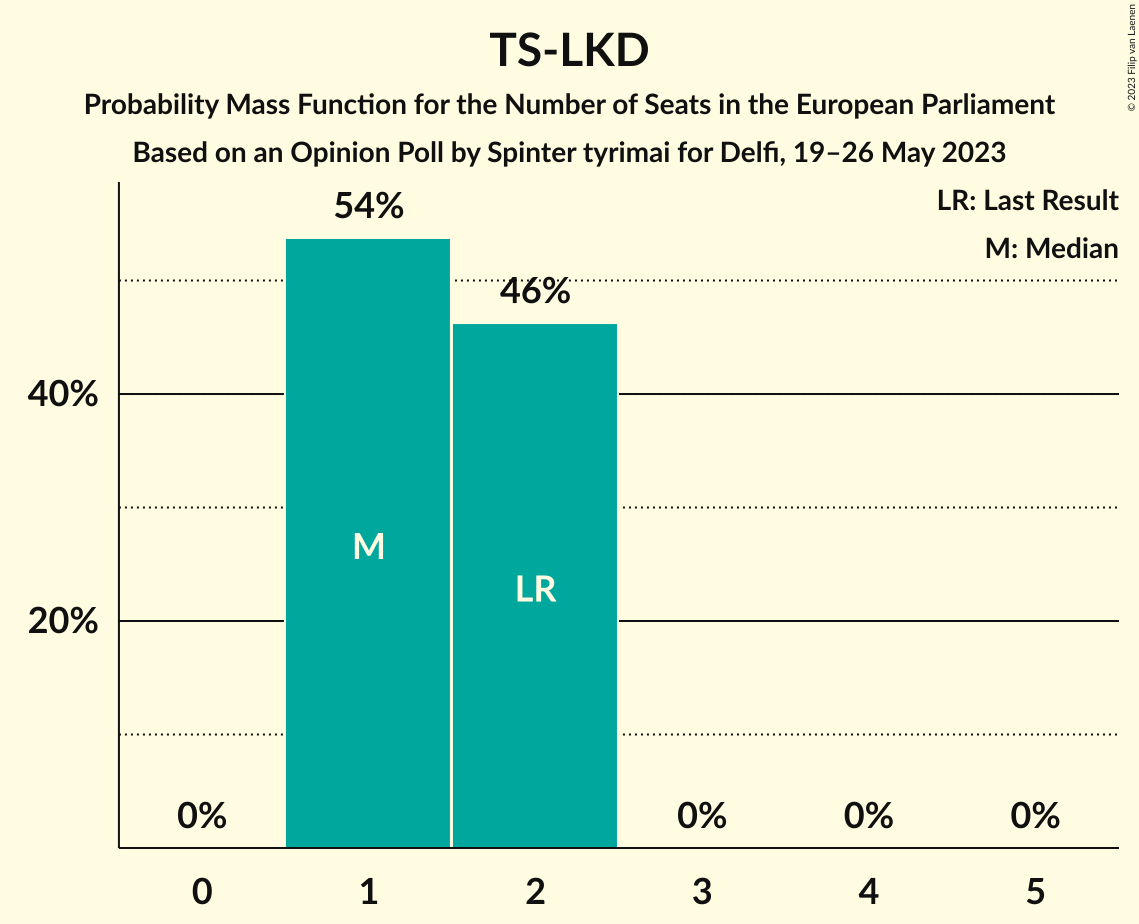 TS-LKD
Probability Mass Function for the Number of Seats in the European Parliament
Based on an Opinion Poll by Spinter tyrimai for Delfi, 19–26 May 2023
© 2023 Filip van Laenen
LR: Last Result
M: Median
54%
46%
40%
20%
M
LR
0%
0%
0%
0%
0
1
2
3
4
5